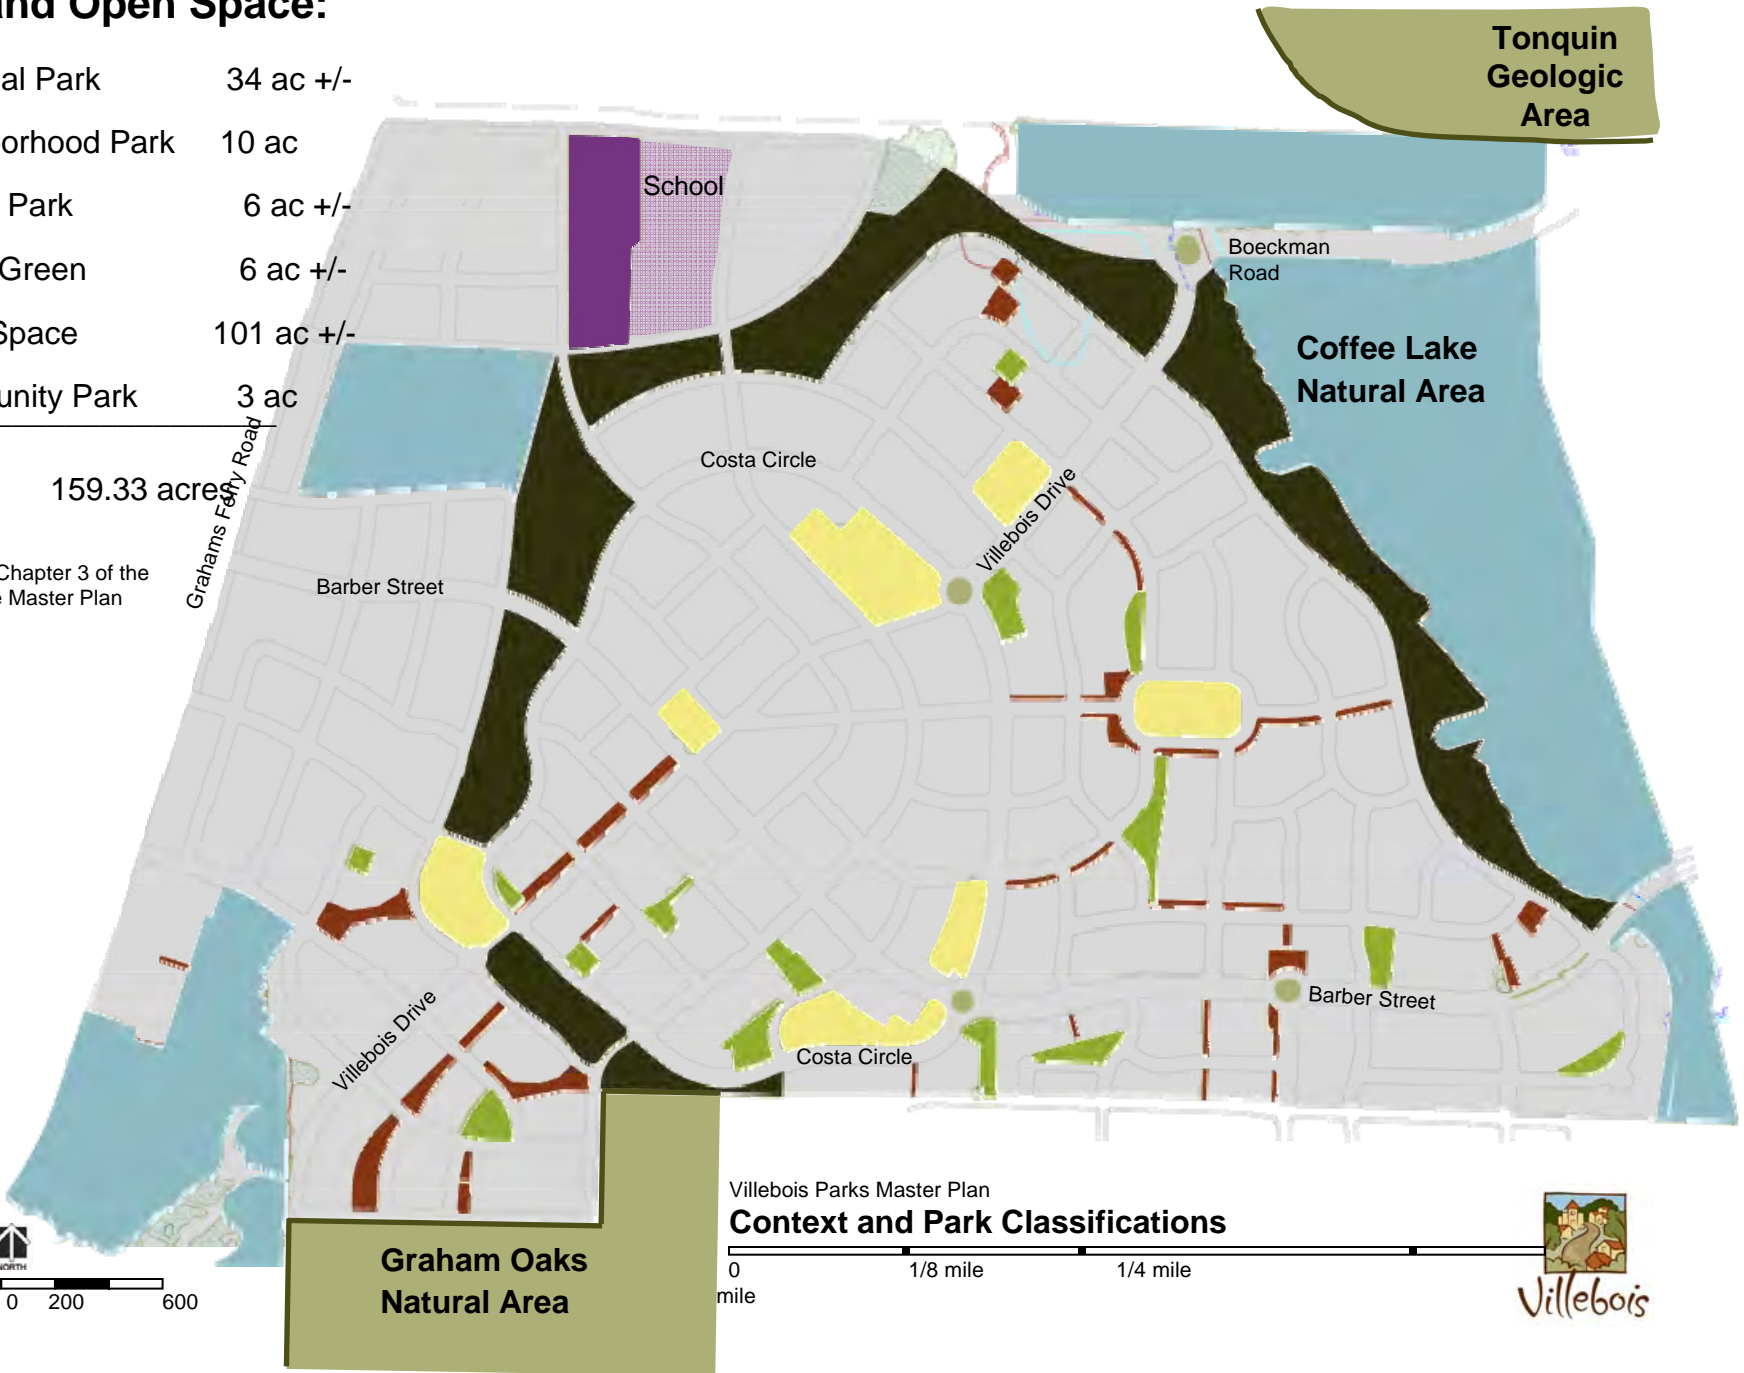 and Open Space:
al Park 34 ac +/-
orhood Park 10 ac
Park 6 ac +/-
Green 6 ac +/-
Space 101 ac +/-
unity Park 3 ac
159.33 acres
Chapter 3 of the
e Master Plan
Grahams Ferry Road
Tonquin
Geologic
Area
School
Boeckman
Road
Coffee Lake
Natural Area
Costa Circle
Villebois Drive
Barber Street
Villebois Drive
Costa Circle
Barber Street
Graham Oaks
Natural Area
Villebois Parks Master Plan
Context and Park Classifications
0 1/8 mile 1/4 mile
mile
NORTH
0 200 600
Villebois